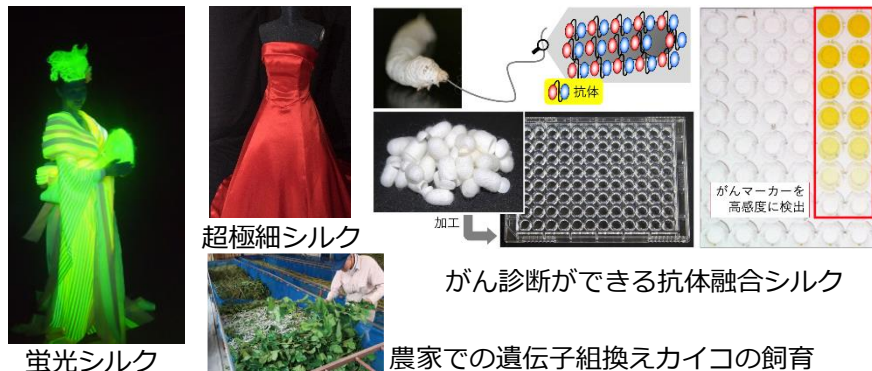 抗体
がんマーカーを
高感度に検出
加工
超極細シルク
がん診断ができる抗体融合シルク
蛍光シルク
農家での遺伝子組換えカイコの飼育